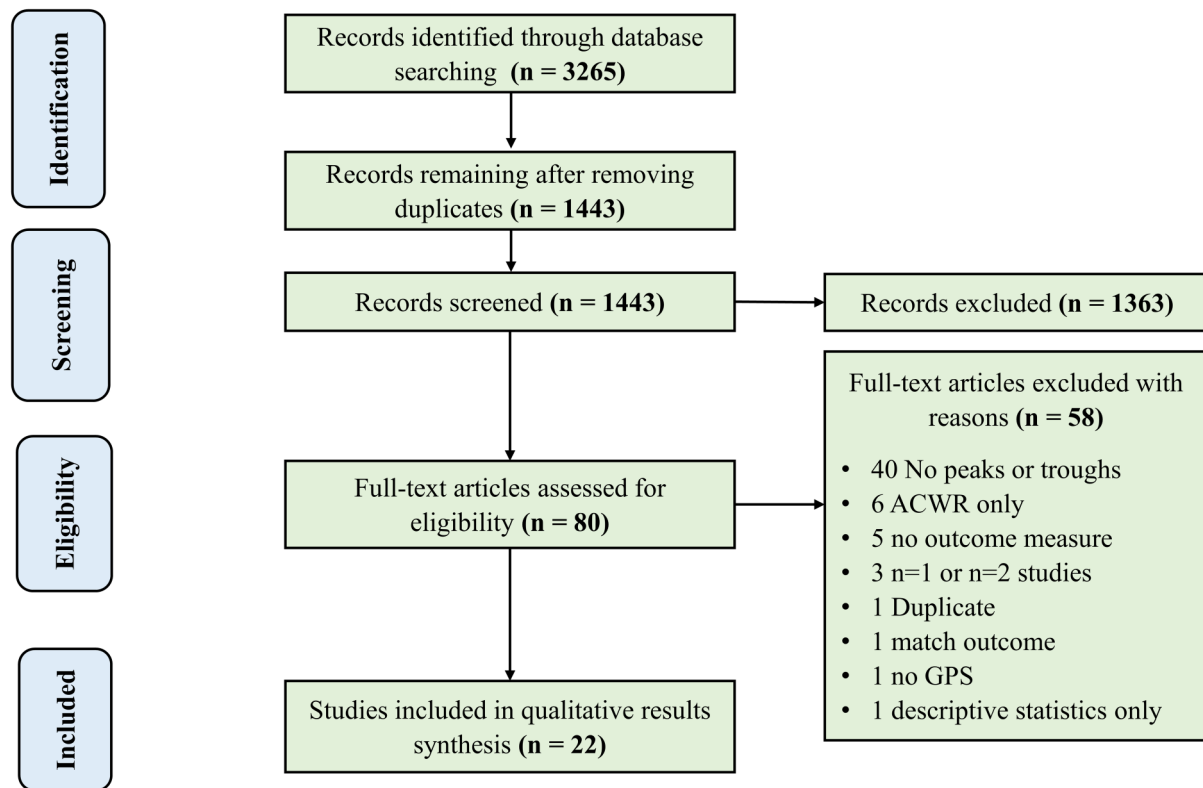 Identification
Records identified through database
searching (n = 3265)
Records remaining after removing
duplicates (n = 1443)
Screening
Records screened (n = 1443)
Records excluded (n = 1363)
Eligibility
Full-text articles assessed for
eligibility (n = 80)
Full-text articles excluded with
reasons (n = 58)
• 40 No peaks or troughs
• 6 ACWR only
• 5 no outcome measure
• 3 n=1 or n=2 studies
• 1 Duplicate
• 1 match outcome
• 1 no GPS
• 1 descriptive statistics only
Included
Studies included in qualitative results
synthesis (n = 22)